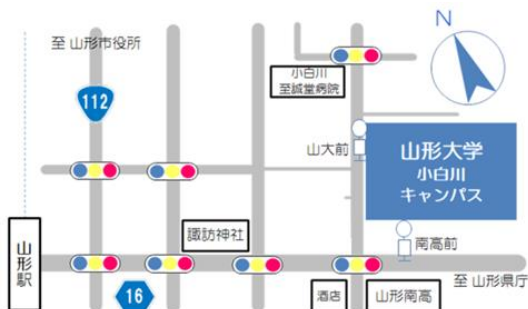 至 山形市役所
N
小白川
至誠堂病院
112
山大前
山形大学
小白川
キャンパス
諏訪神社
南高前
山形駅
至 山形県庁
16
酒店
山形南高